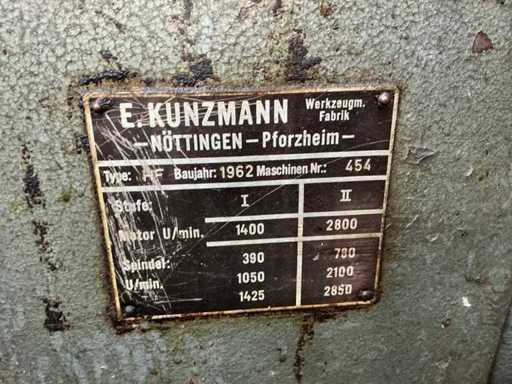 E. KUNZMANN Werkzeugm. Fabrik
—NÖTTINGEN—Pforzheim—
Type: HF Baujahr: 1962 Maschinen Nr.: 454
Stufe: I II
Motor U/min. 1400 2800
Spindel: 390 780
U/min. 1050 2100
1425 2850